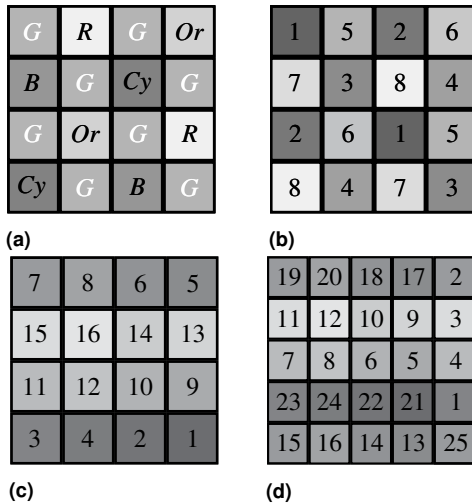 G R G Or
B G Cy G
G Or G R
Cy G B G
(a)
1 5 2 6
7 3 8 4
2 6 1 5
8 4 7 3
(b)
7 8 6 5
15 16 14 13
11 12 10 9
3 4 2 1
(c)
19 20 18 17 2
11 12 10 9 3
7 8 6 5 4
23 24 22 21 1
15 16 14 13 25
(d)